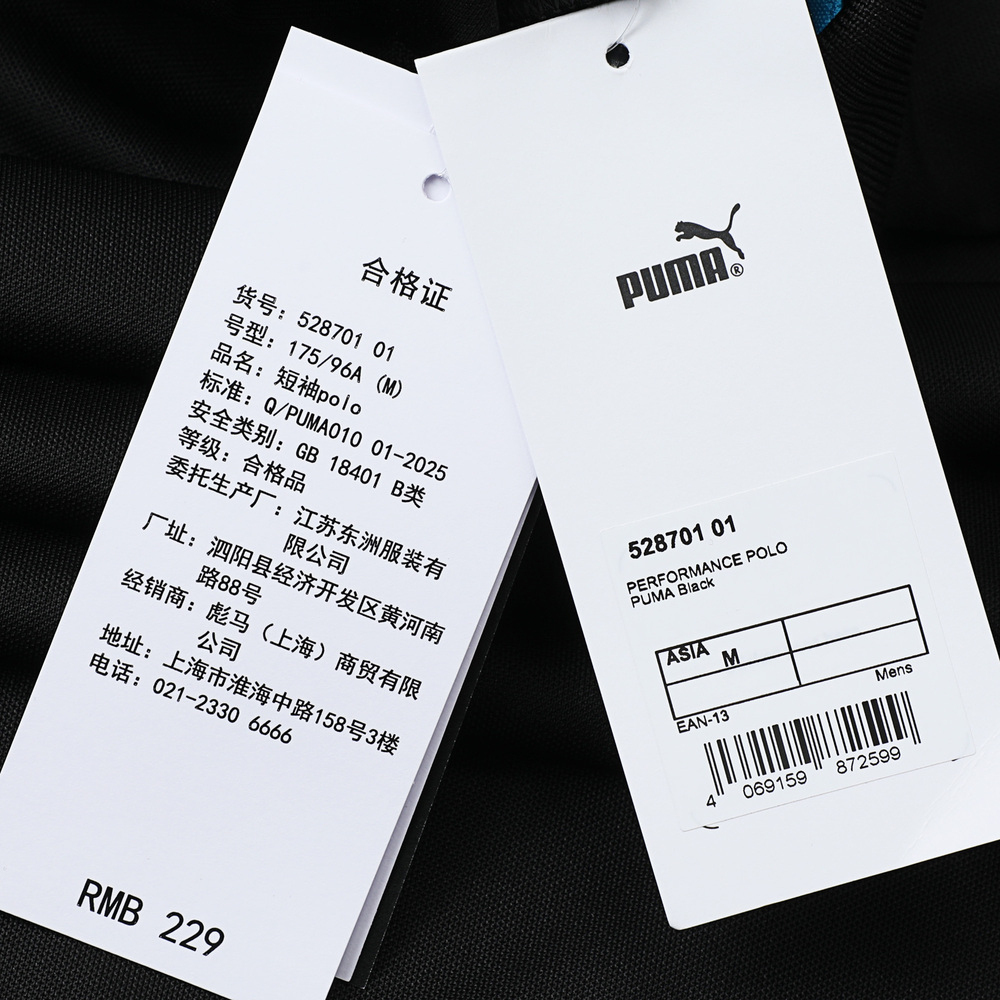 合格证
货号：528701 01
号型：175/96A (M)
品名：短袖polo
标准：Q/PUMA010 01-2025
安全类别：GB 18401 B类
等级：合格品
委托生产厂：江苏东洲服装有
限公司
厂址：泗阳县经济开发区黄河南
路88号
经销商：彪马（上海）商贸有限
公司
地址：上海市淮海中路158号3楼
电话：021-2330 6666
RMB 229
PUMA®
528701 01
PERFORMANCE POLO
PUMA Black
ASIA M
Mens
EAN-13
4 069159 872599